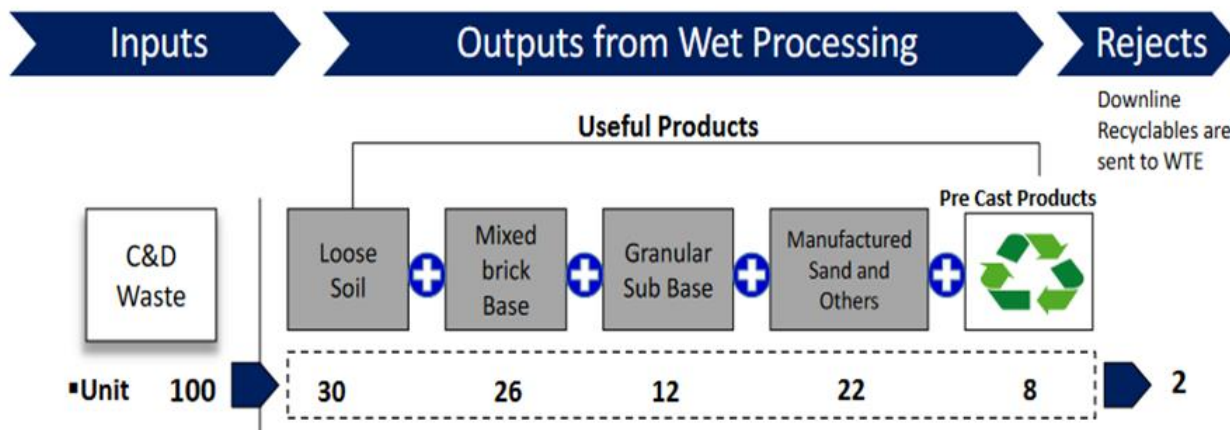 Inputs
Outputs from Wet Processing
Rejects
Downline
Recyclables are
sent to WTE
Useful Products
Pre Cast Products
C&D
Waste
Loose
Soil
Mixed
brick
Base
Granular
Sub Base
Manufactured
Sand and
Others
▪Unit 100 30 26 12 22 8 2